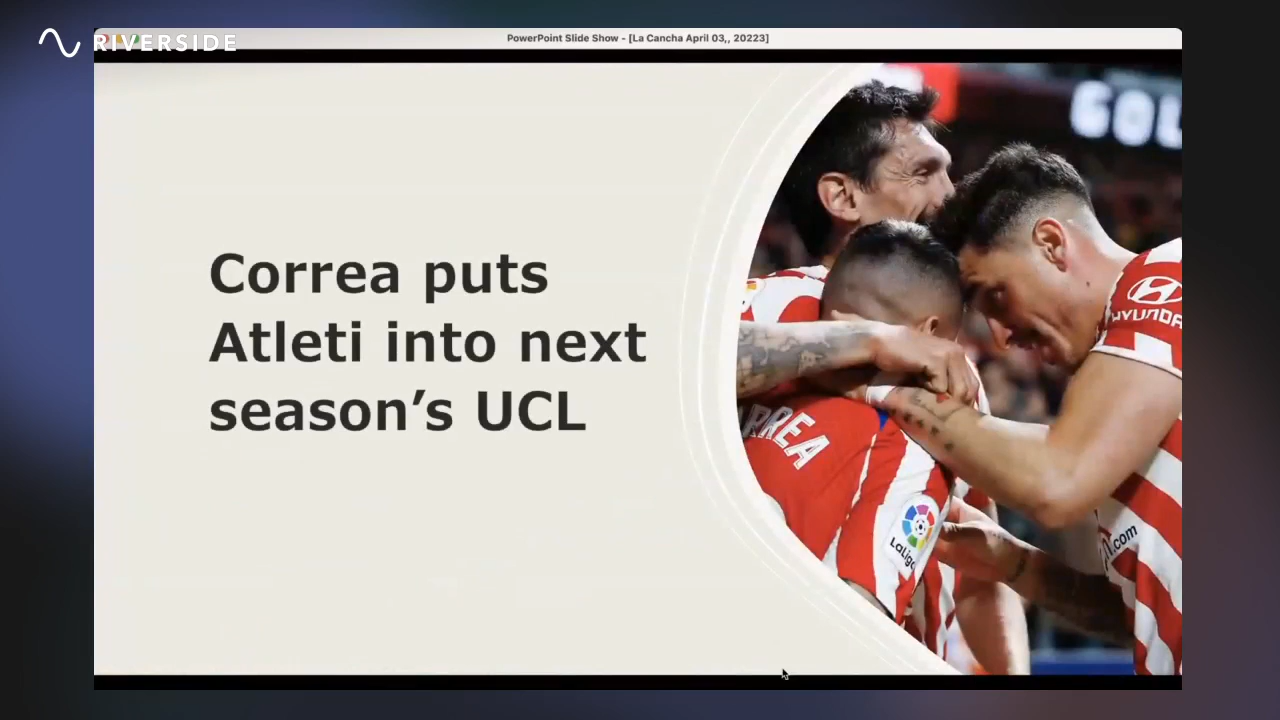 RIVERSIDE
PowerPoint Slide Show - [La Cancha April 03,, 20223]
GOL
Correa puts
Atleti into next
season’s UCL
HYUNDAI
RREA
LaLiga
.com